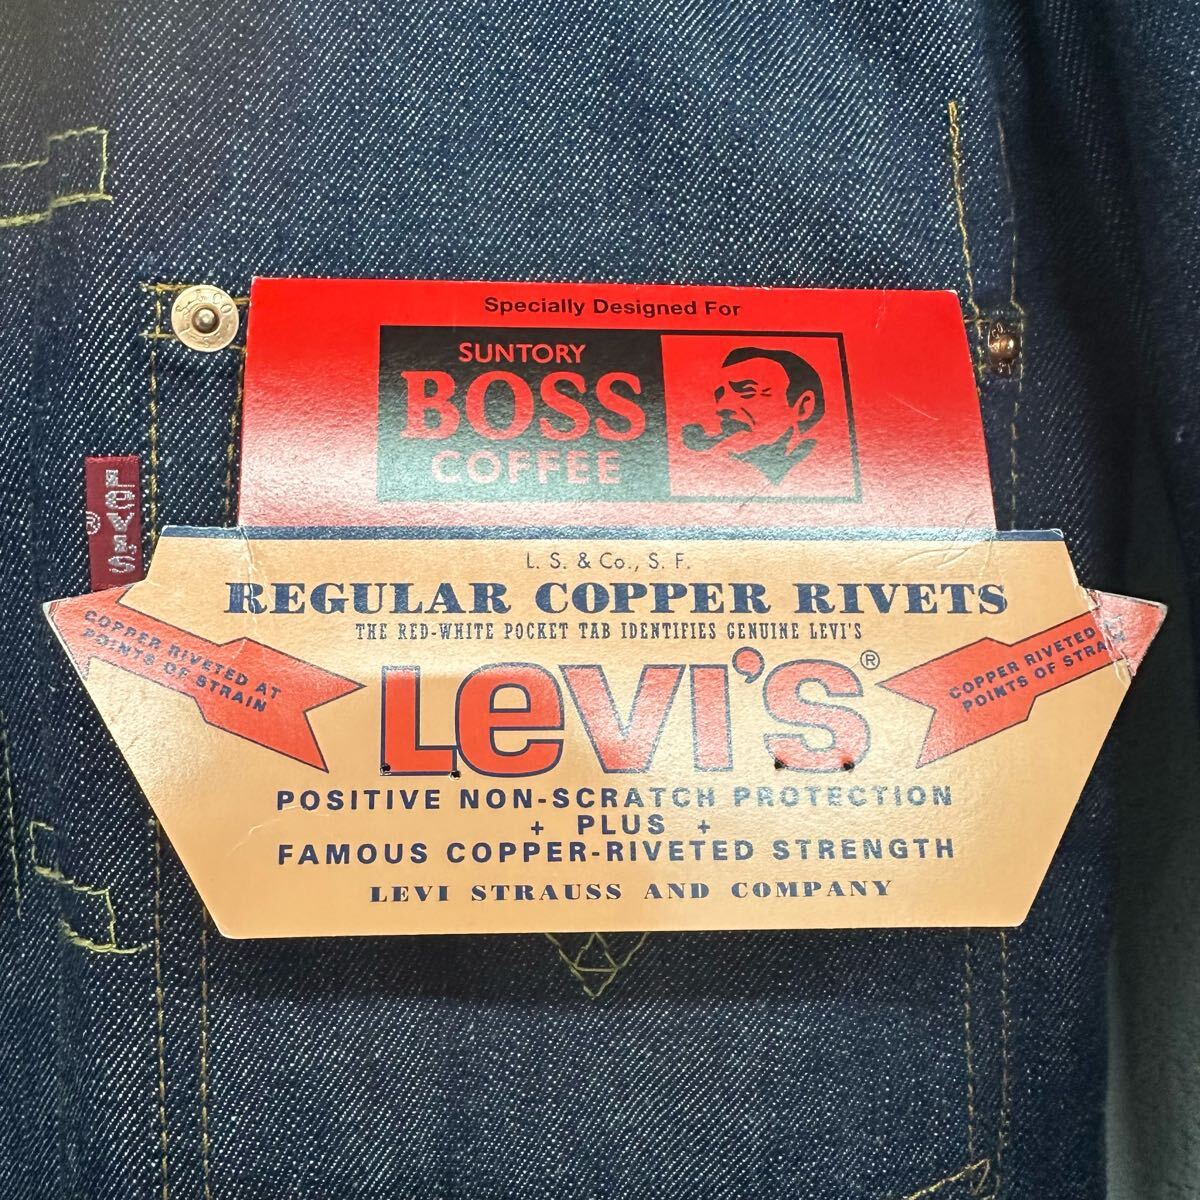 Specially Designed For
SUNTORY
BOSS
COFFEE
LEVI'S
®
L. S. & Co., S. F.
REGULAR COPPER RIVETS
THE RED-WHITE POCKET TAB IDENTIFIES GENUINE LEVI'S
COPPER RIVETED AT
POINTS OF STRAIN
LEVI'S®
COPPER RIVETED
POINTS OF STRAIN
POSITIVE NON-SCRATCH PROTECTION
+ PLUS +
FAMOUS COPPER-RIVETED STRENGTH
LEVI STRAUSS AND COMPANY